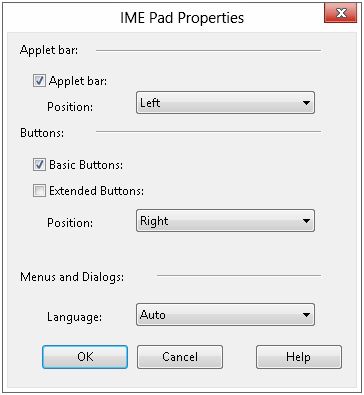 IME Pad Properties
Applet bar:
Applet bar:
Position: Left
Buttons:
Basic Buttons:
Extended Buttons:
Position: Right
Menus and Dialogs:
Language: Auto
OK Cancel Help